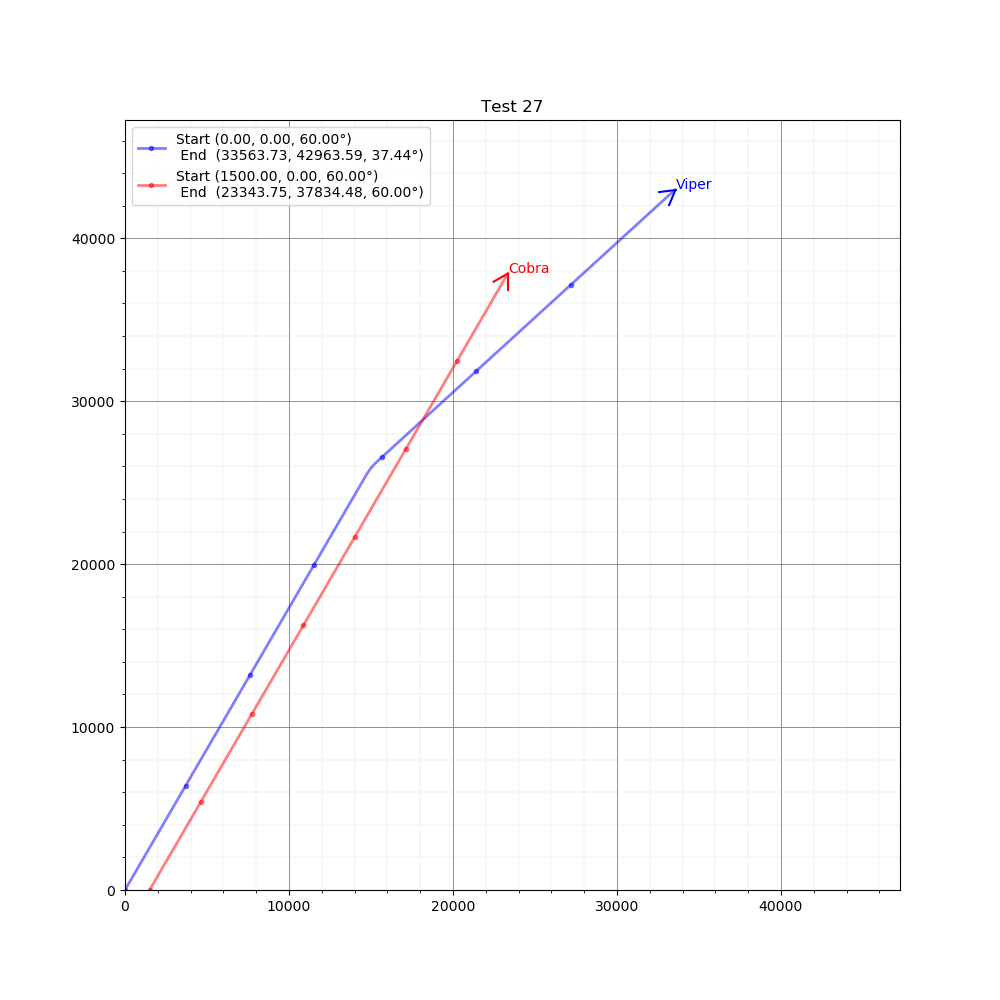 Test 27
Start (0.00, 0.00, 60.00°)
End (33563.73, 42963.59, 37.44°)
Start (1500.00, 0.00, 60.00°)
End (23343.75, 37834.48, 60.00°)
Viper
Cobra
40000
30000
20000
10000
0
0 10000 20000 30000 40000